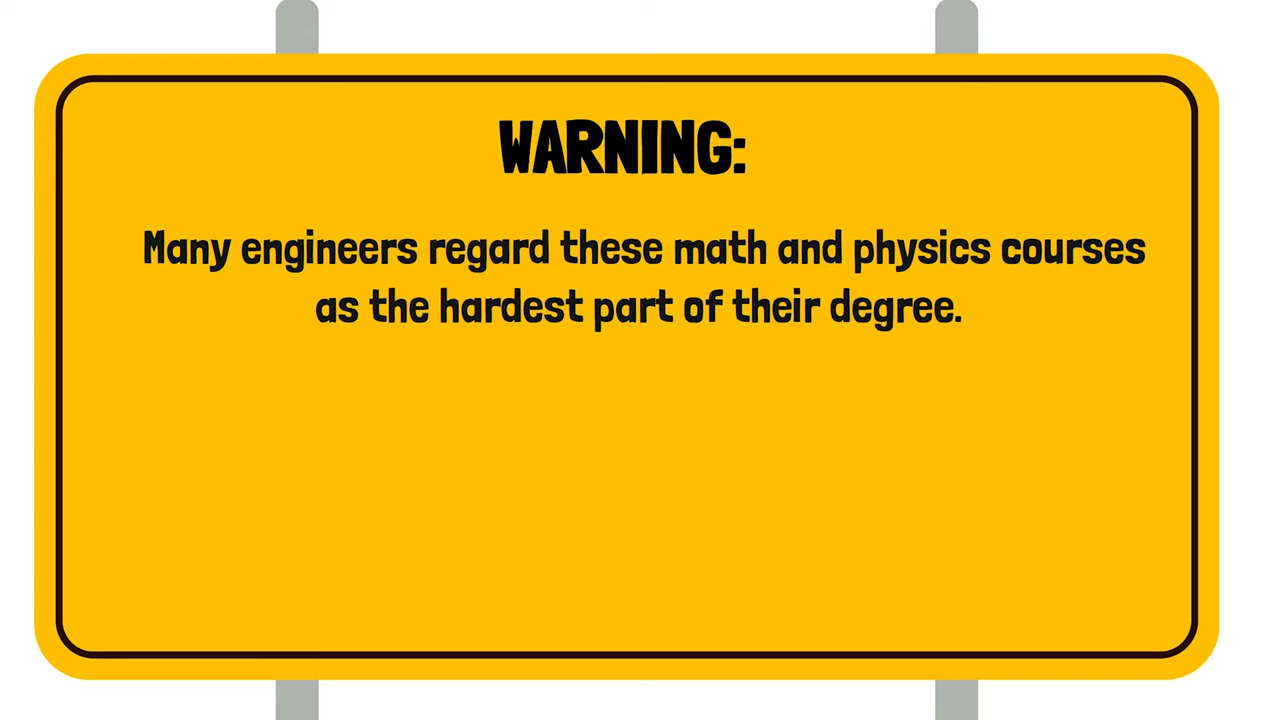 WARNING:
Many engineers regard these math and physics courses
as the hardest part of their degree.